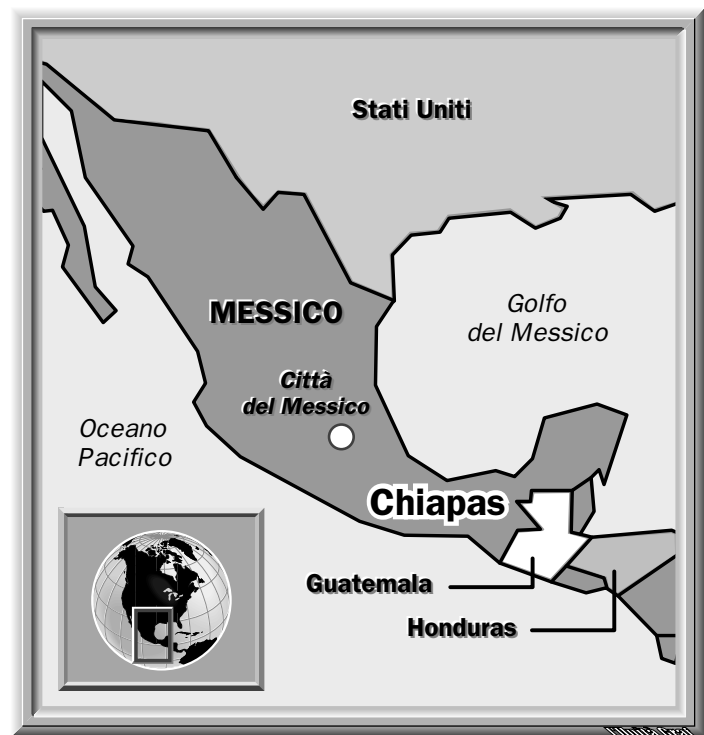 Stati Uniti
MESSICO
Golfo
del Messico
Città
del Messico
Oceano
Pacifico
Chiapas
Guatemala
Honduras